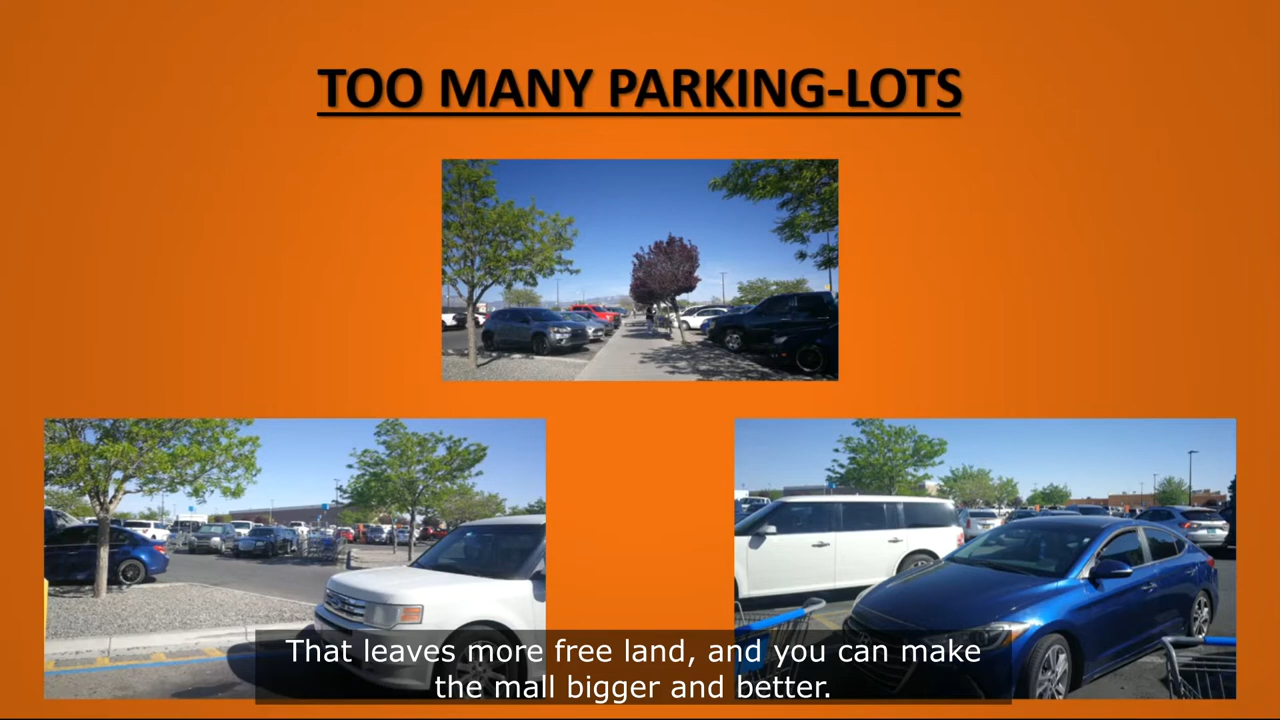 TOO MANY PARKING-LOTS
That leaves more free land, and you can make
the mall bigger and better.